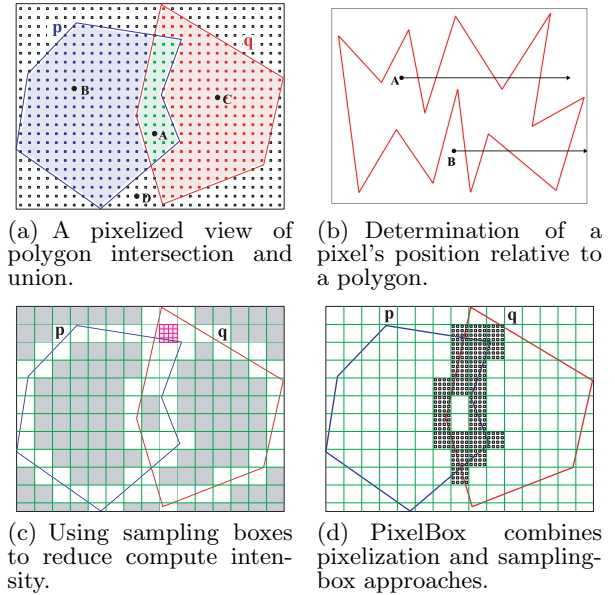 p
q
B
C
A
D
A
B
(a) A pixelized view of
polygon intersection and
union.
(b) Determination of a
pixel's position relative to
a polygon.
p
q
p
q
(c) Using sampling boxes
to reduce compute inten-
sity.
(d) PixelBox combines
pixelization and sampling-
box approaches.